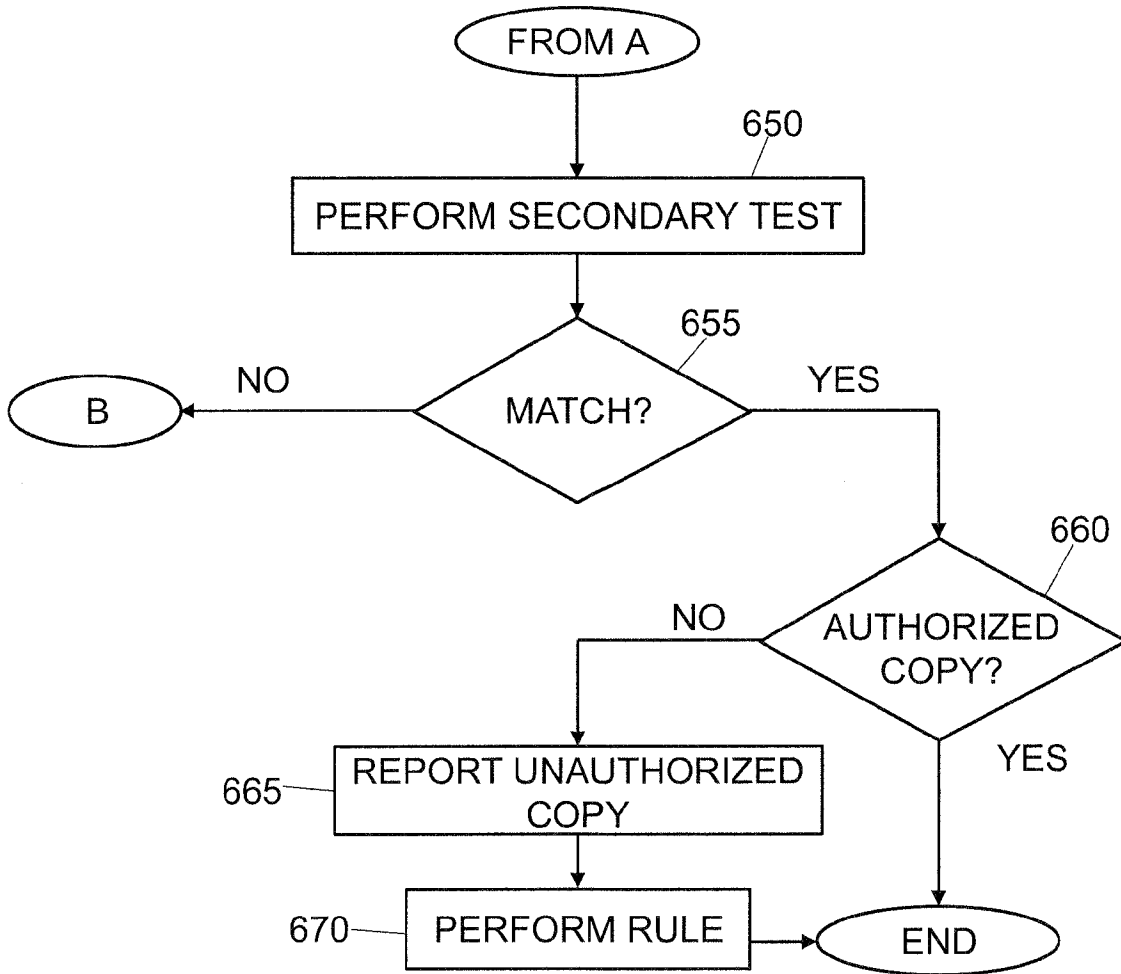 FROM A
650
PERFORM SECONDARY TEST
655
NO
YES
B
MATCH?
660
NO
AUTHORIZED
COPY?
YES
665
REPORT UNAUTHORIZED
COPY
670
PERFORM RULE
END